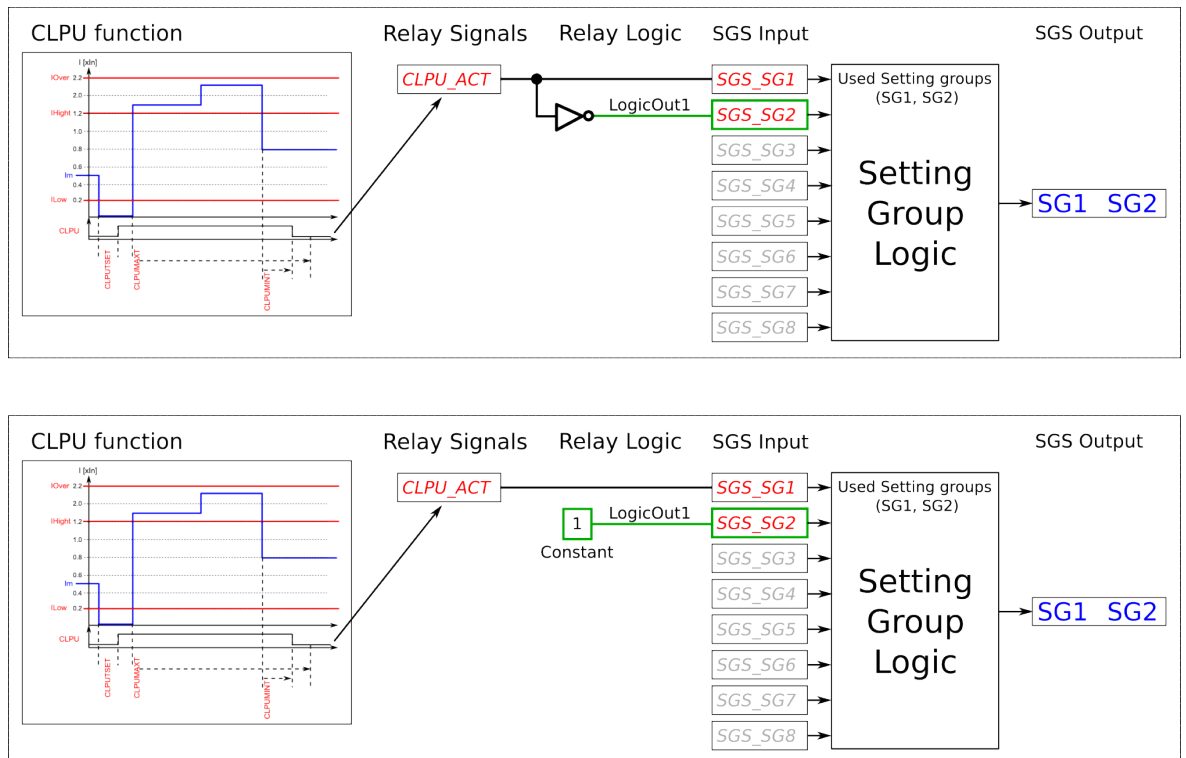 CLPU function
Relay Signals
Relay Logic
SGS Input
SGS Output
I [xIn]
IOver 2.2
2.0
IHight 1.2
1,0
0.8
0.6
Im
0.4
ILow 0.2
CLPU
CLPUTSET
CLPUMAXT
CLPUMINT
CLPU_ACT
LogicOut1
SGS_SG1
SGS_SG2
SGS_SG3
SGS_SG4
SGS_SG5
SGS_SG6
SGS_SG7
SGS_SG8
Used Setting groups
(SG1, SG2)
Setting
Group
Logic
SG1 SG2
CLPU function
Relay Signals
Relay Logic
SGS Input
SGS Output
I [xIn]
IOver 2.2
2.0
IHight 1.2
1.0
0.8
0.6
Im
0.4
ILow 0.2
CLPU
CLPUTSET
CLPUMAXT
CLPUMINT
CLPU_ACT
1
Constant
LogicOut1
SGS_SG1
SGS_SG2
SGS_SG3
SGS_SG4
SGS_SG5
SGS_SG6
SGS_SG7
SGS_SG8
Used Setting groups
(SG1, SG2)
Setting
Group
Logic
SG1 SG2